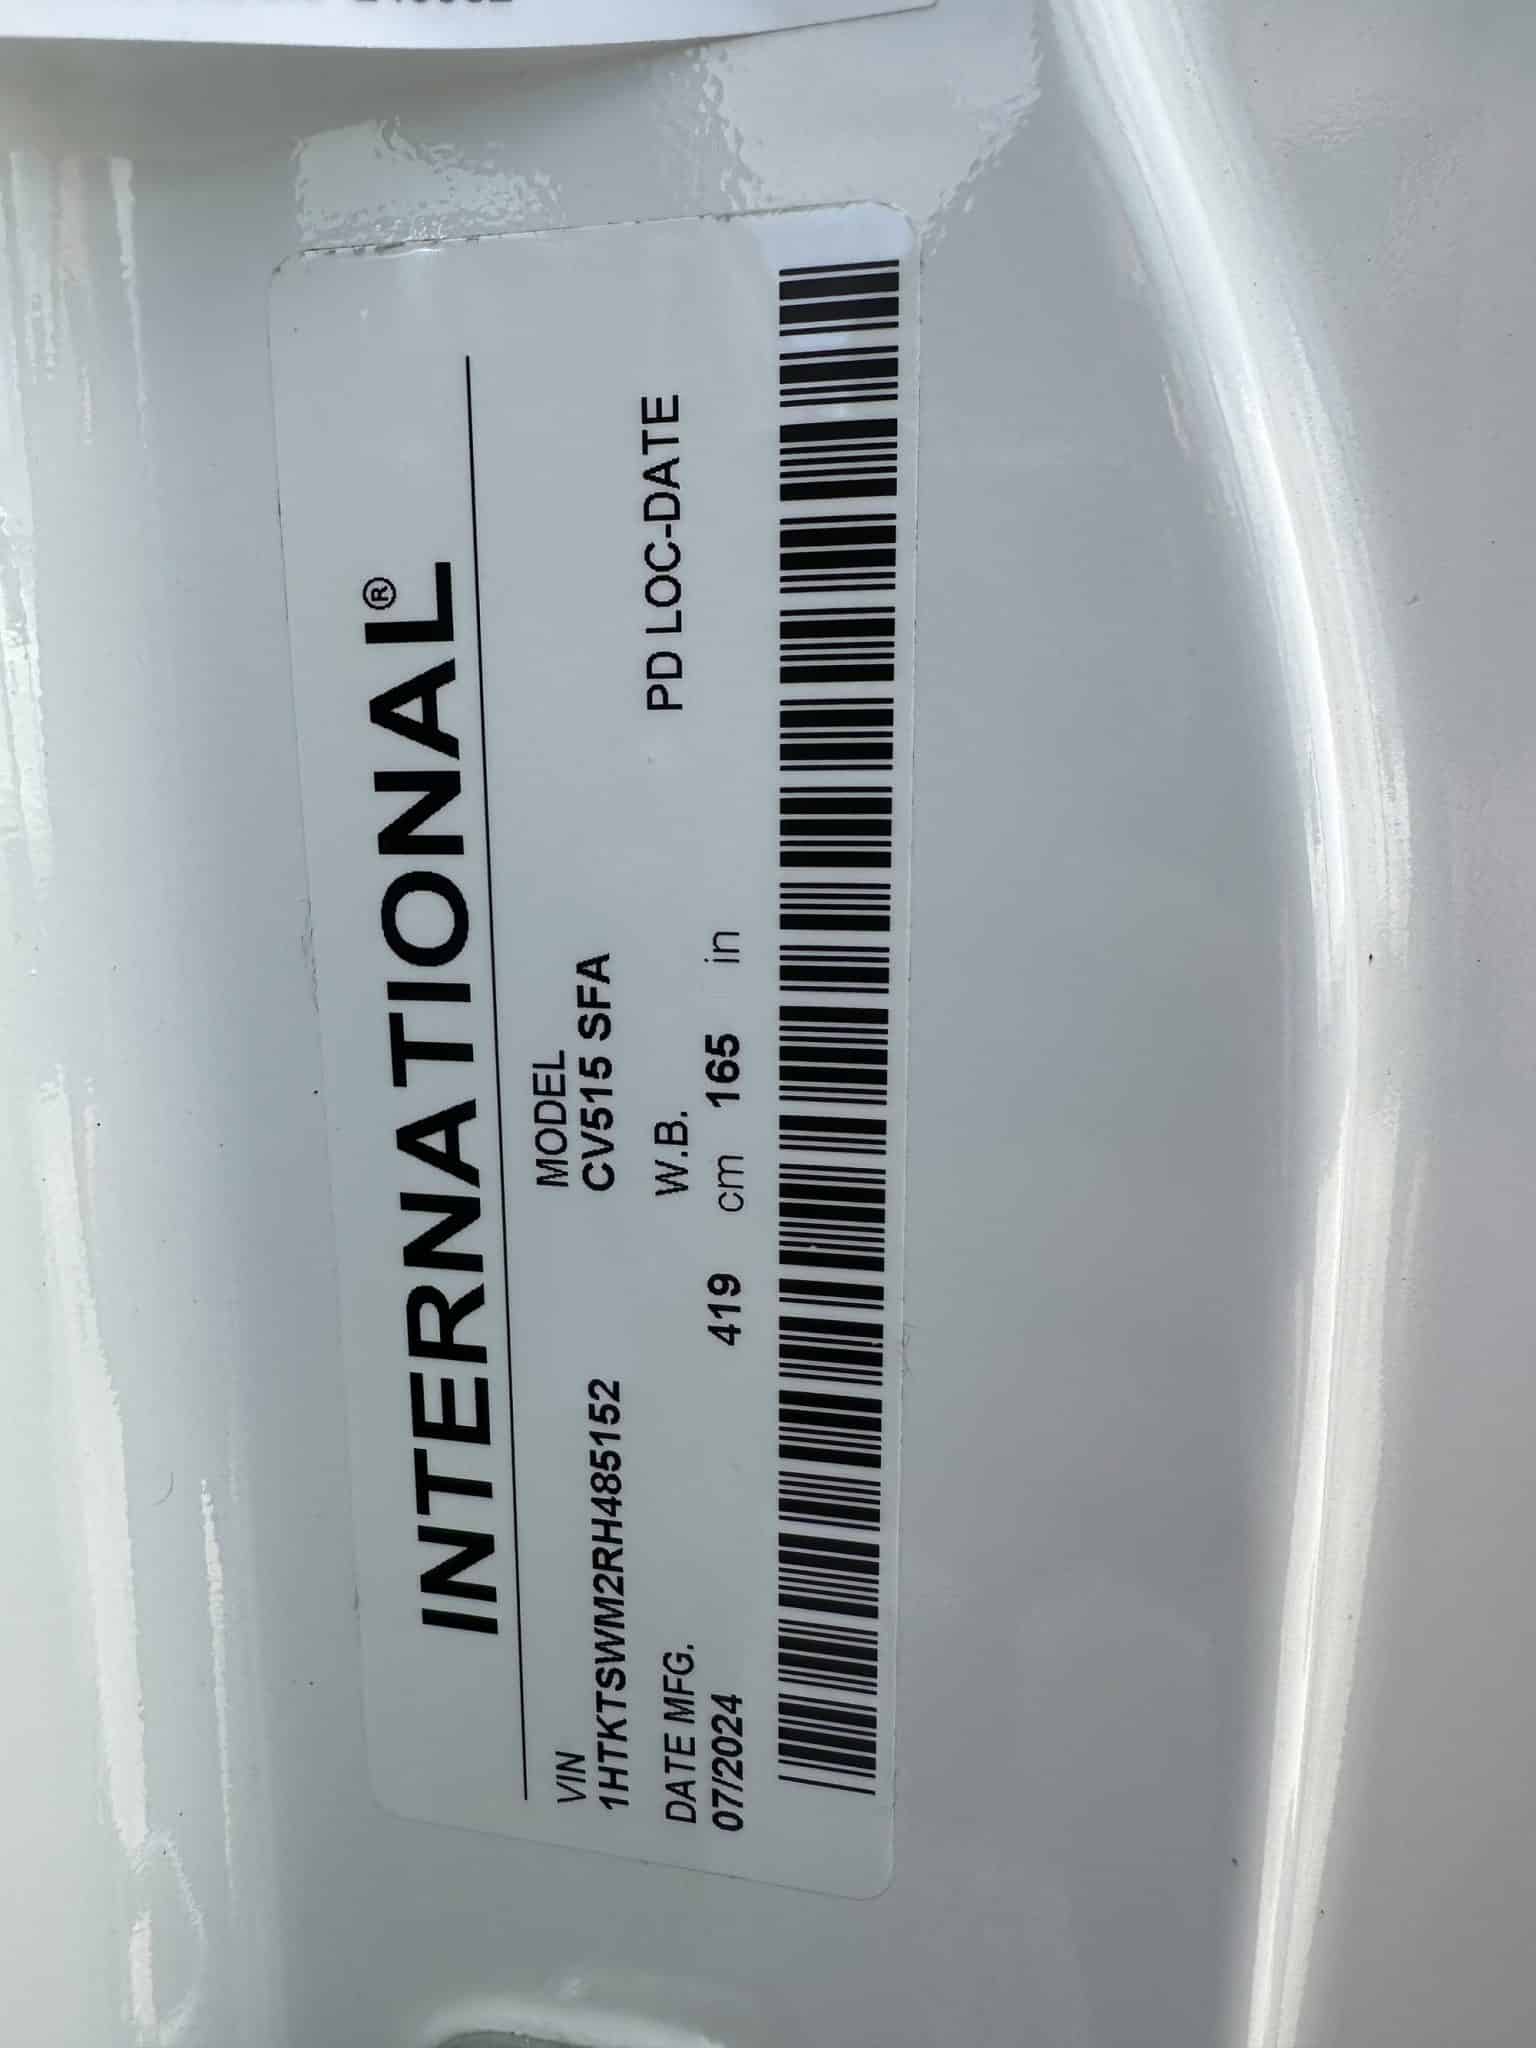 INTERNATIONAL®
VIN
1HTKTSWM2RH485152
MODEL
CV515 SFA
DATE MFG.
07/2024
W.B.
419 cm 165 in
PD LOC-DATE